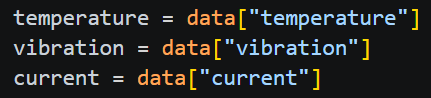 temperature = data["temperature"]
vibration = data["vibration"]
current = data["current"]